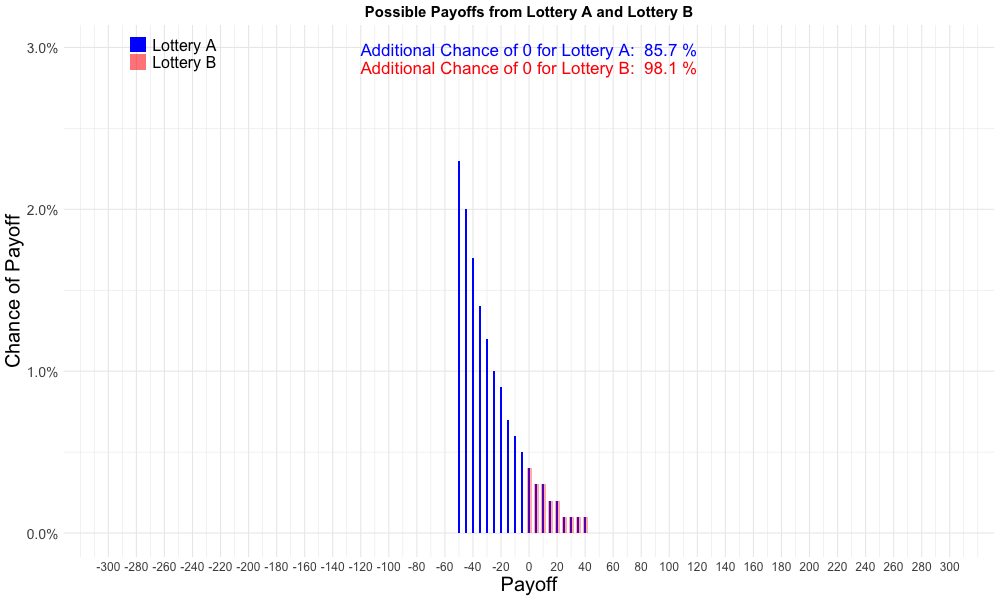 Possible Payoffs from Lottery A and Lottery B
Lottery A
Lottery B
Additional Chance of 0 for Lottery A: 85.7 %
Additional Chance of 0 for Lottery B: 98.1 %
Chance of Payoff
3.0%
2.0%
1.0%
0.0%
-300 -280 -260 -240 -220 -200 -180 -160 -140 -120 -100 -80 -60 -40 -20 0 20 40 60 80 100 120 140 160 180 200 220 240 260 280 300
Payoff